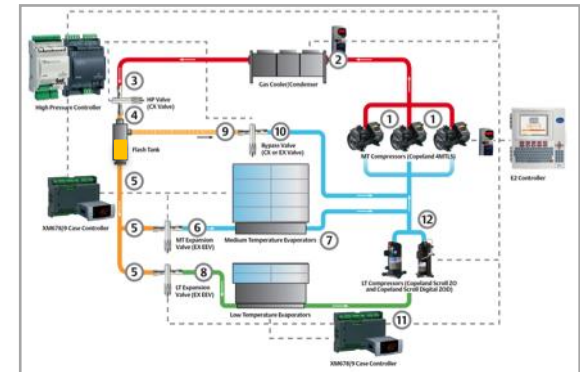 2
3
Gas Cooler/Condenser
High Pressure Controller
HP Valve
(CX Valve)
4
1
1
9
10
Bypass Valve
(CX or EX Valve)
MT Compressors (Copeland 4MTLS)
E2 Controller
Flash Tank
5
XM678/9 Case Controller
5
6
MT Expansion
Valve (EX EEV)
Medium Temperature Evaporators
7
12
5
8
LT Expansion
Valve (EX EEV)
LT Compressors (Copeland Scroll ZO
and Copeland Scroll Digital ZOD)
Low Temperature Evaporators
11
XM678/9 Case Controller